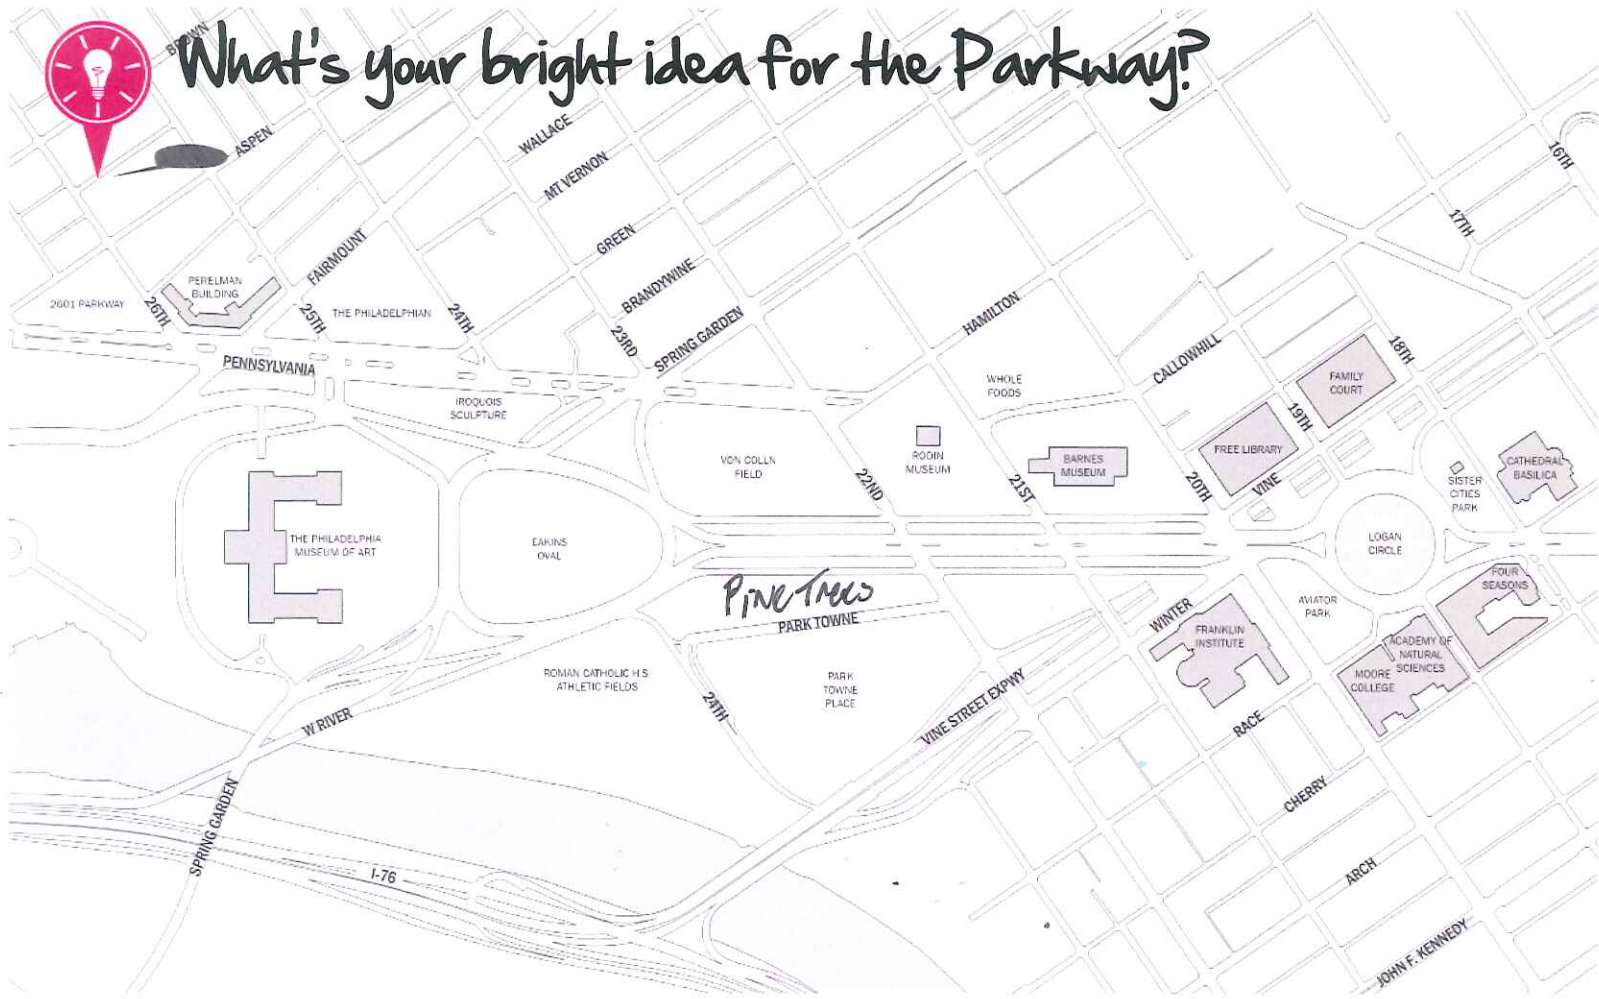 What's your bright idea for the Parkway?
BROWN
ASPEN
WALLACE
MT VERNON
GREEN
BRANDYWINE
SPRING GARDEN
FAIRMOUNT
PERELMAN
BUILDING
2601 PARKWAY
26TH
25TH
THE PHILADELPHIAN
24TH
23RD
PENNSYLVANIA
IROQUOIS
SCULPTURE
HAMILTON
CALLOWHILL
16TH
17TH
18TH
WHOLE
FOODS
FAMILY
COURT
19TH
FREE LIBRARY
VINE
VON COLLN
FIELD
22ND
RODIN
MUSEUM
21ST
BARNES
MUSEUM
20TH
CATHEDRAL
BASILICA
SISTER
CITIES
PARK
THE PHILADELPHIA
MUSEUM OF ART
EAKINS
OVAL
LOGAN
CIRCLE
FOUR
SEASONS
Pine Trees
PARK TOWNE
WINTER
FRANKLIN
INSTITUTE
AVIATOR
PARK
ACADEMY OF
NATURAL
SCIENCES
MOORE
COLLEGE
ROMAN CATHOLIC H S
ATHLETIC FIELDS
PARK
TOWNE
PLACE
24TH
VINE STREET EXPWY
W RIVER
RACE
CHERRY
SPRING GARDEN
I-76
ARCH
JOHN F. KENNEDY